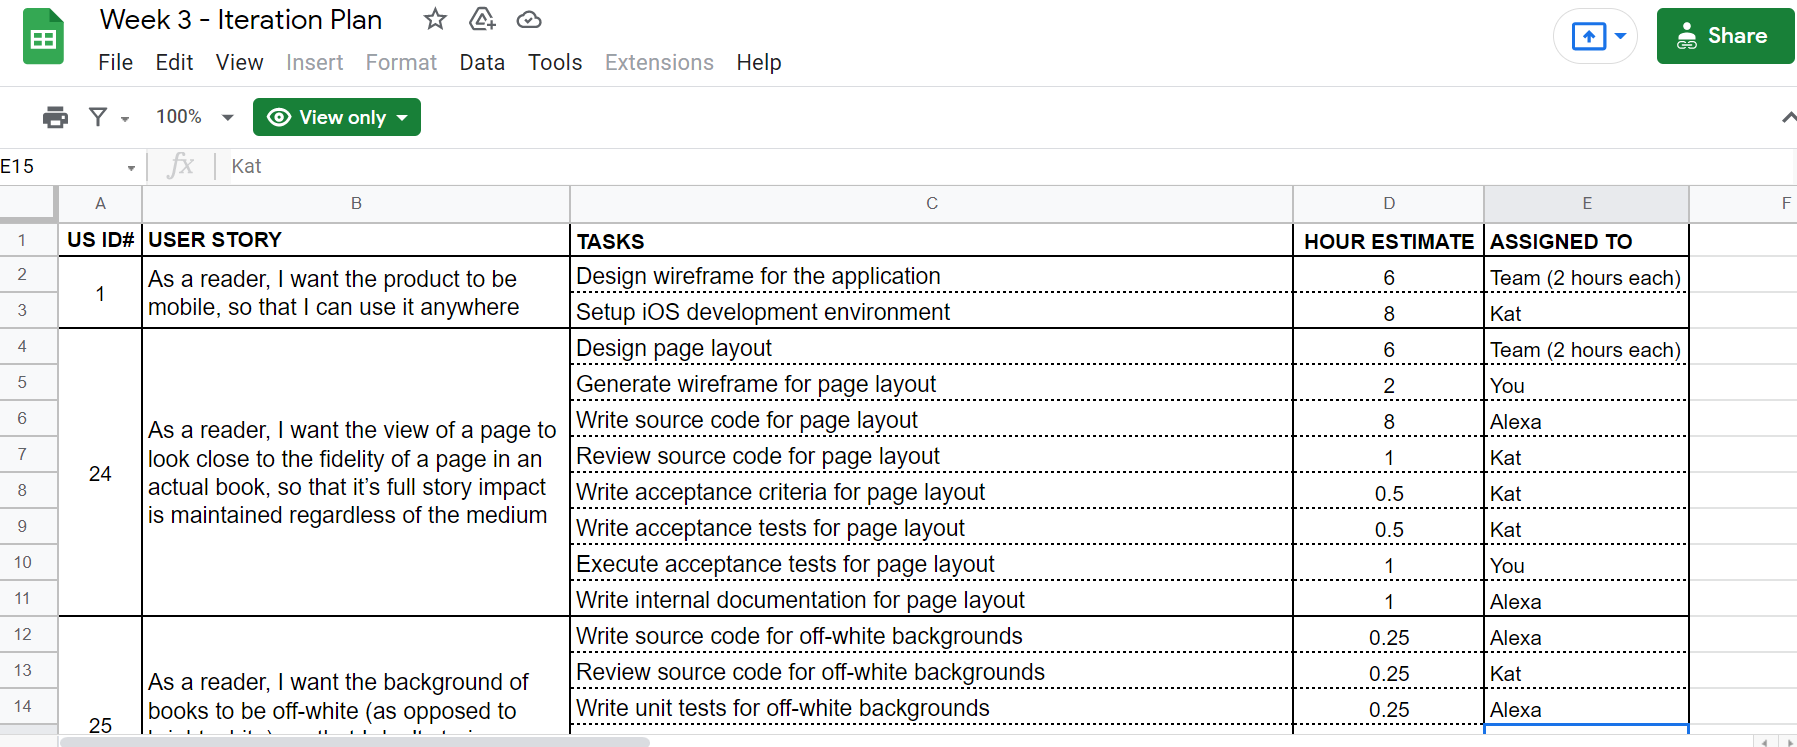 Week 3 - Iteration Plan
File Edit View Insert Format Data Tools Extensions Help
Share
100% View only
E15 fx Kat
A B C D E F
1 US ID# USER STORY TASKS HOUR ESTIMATE ASSIGNED TO
1
As a reader, I want the product to be
mobile, so that I can use it anywhere
2 Design wireframe for the application 6 Team (2 hours each)
3 Setup iOS development environment 8 Kat
24
As a reader, I want the view of a page to
look close to the fidelity of a page in an
actual book, so that it's full story impact
is maintained regardless of the medium
4 Design page layout 6 Team (2 hours each)
5 Generate wireframe for page layout 2 You
6 Write source code for page layout 8 Alexa
7 Review source code for page layout 1 Kat
8 Write acceptance criteria for page layout 0.5 Kat
9 Write acceptance tests for page layout 0.5 Kat
10 Execute acceptance tests for page layout 1 You
11 Write internal documentation for page layout 1 Alexa
25
As a reader, I want the background of
books to be off-white (as opposed to
12 Write source code for off-white backgrounds 0.25 Alexa
13 Review source code for off-white backgrounds 0.25 Kat
14 Write unit tests for off-white backgrounds 0.25 Alexa